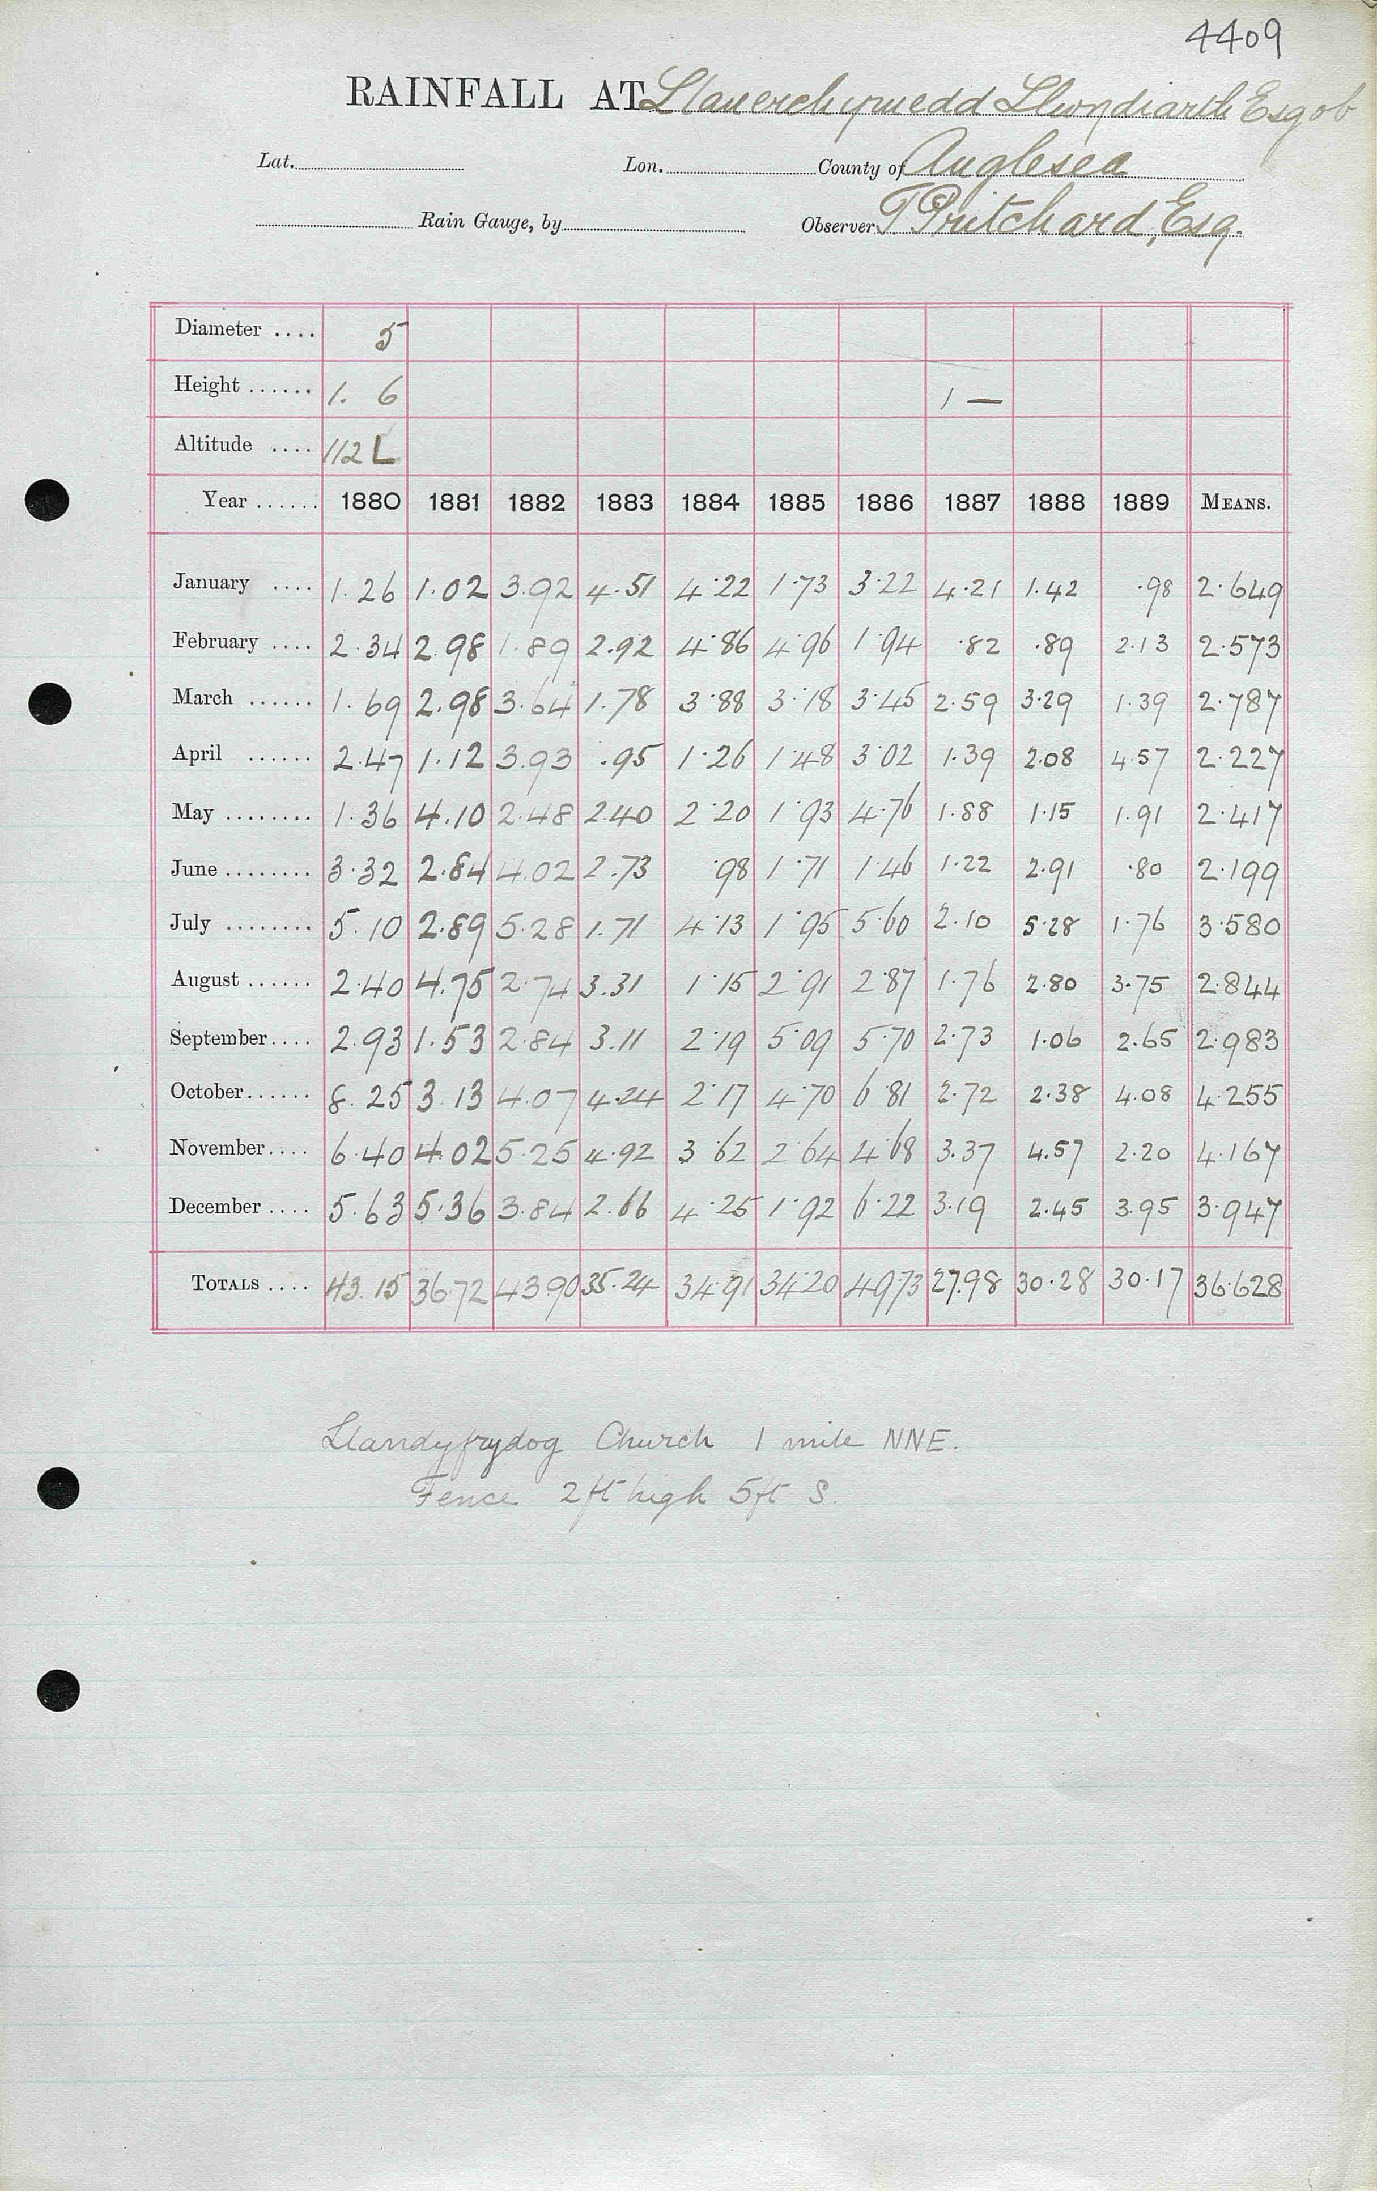 4409
RAINFALL AT Llanerchymedd Llwydiarth Esgob
Lat. Lon. County of Anglesea
Rain Gauge, by Observer T Pritchard, Esq.
Diameter .... 5
Height ...... 1. 6 1 —
Altitude .... 112 L
Year ...... 1880 1881 1882 1883 1884 1885 1886 1887 1888 1889 MEANS.
January .... 1.26 1.02 3.92 4.51 4.22 1.73 3.22 4.21 1.42 .98 2.649
February .... 2.34 2.98 1.89 2.92 4.86 4.96 1.94 .82 .89 2.13 2.573
March ...... 1.69 2.98 3.64 1.78 3.88 3.18 3.45 2.59 3.29 1.39 2.787
April ...... 2.47 1.12 3.93 .95 1.26 1.48 3.02 1.39 2.08 4.57 2.227
May ........ 1.36 4.10 2.48 2.40 2.20 1.93 4.76 1.88 1.15 1.91 2.417
June ........ 3.32 2.84 4.02 2.73 .98 1.71 1.46 1.22 2.91 .80 2.199
July ........ 5.10 2.89 5.28 1.71 4.13 1.95 5.60 2.10 5.28 1.76 3.580
August ...... 2.40 4.75 2.74 3.31 1.15 2.91 2.87 1.76 2.80 3.75 2.844
September.... 2.93 1.53 2.84 3.11 2.19 5.09 5.70 2.73 1.06 2.65 2.983
October...... 8.25 3.13 4.07 4.24 2.17 4.70 6.81 2.72 2.38 4.08 4.255
November.... 6.40 4.02 5.25 4.92 3.62 2.64 4.68 3.37 4.57 2.20 4.167
December .... 5.63 5.36 3.84 2.66 4.25 1.92 6.22 3.19 2.45 3.95 3.947
TOTALS .... 43.15 36.72 43.90 35.24 34.91 34.20 49.73 27.98 30.28 30.17 36.628
Llandyfrydog Church 1 mile NNE.
Fence 2ft high 5ft S.